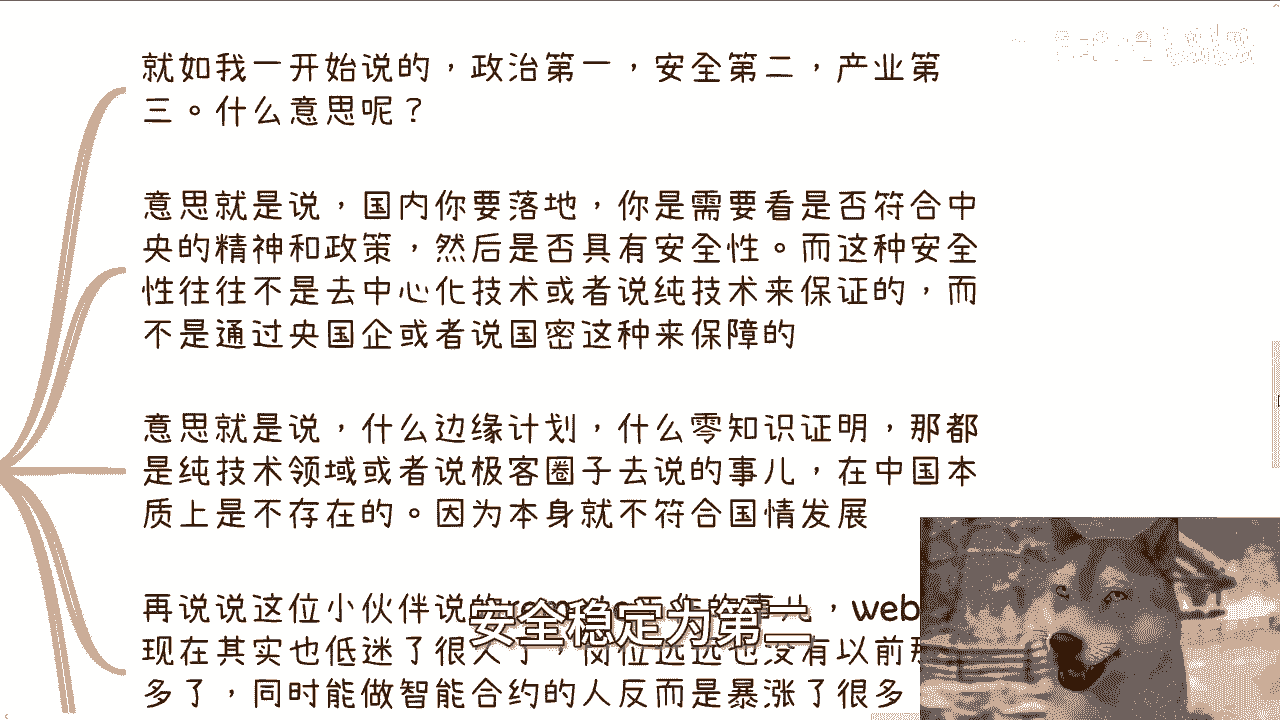 就如我一开始说的，政治第一，安全第二，产业第
三。什么意思呢？
意思就是说，国内你要落地，你是需要看是否符合中
央的精神和政策，然后是否具有安全性。而这种安全
性往往不是去中心化技术或者说纯技术来保证的，而
不是通过央国企或者说国密这种来保障的
意思就是说，什么边缘计划，什么零知识证明，那都
是纯技术领域或者说极客圈子去说的事儿，在中国本
质上是不存在的。因为本身就不符合国情发展
再说说这位小伙伴说的，web
安全稳定为第二
现在其实也低迷了很久了 岗位远远也没有以前
多了，同时能做智能合约的人反而是暴涨了很多